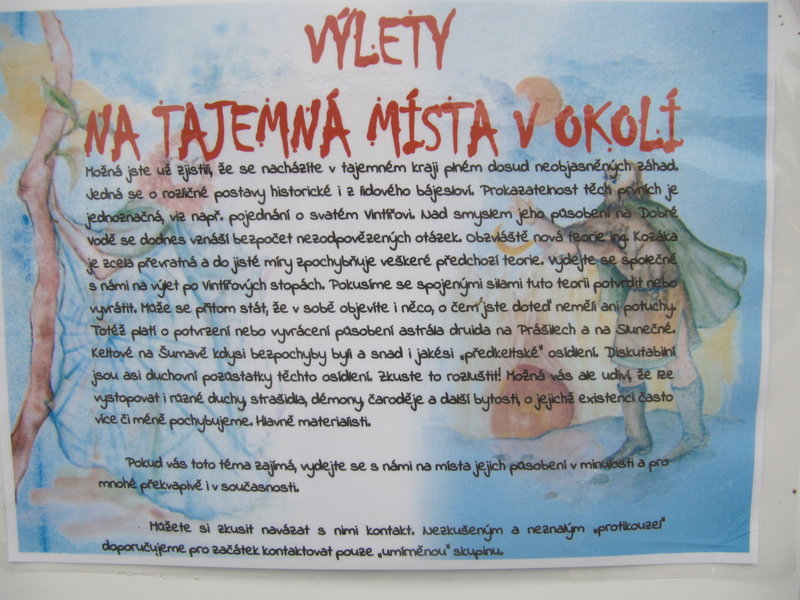 VÝLETY
NA TAJEMNÁ MÍSTA V OKOLÍ
Možná jste už zjistili, že se nacházíte v tajemném kraji plném dosud neobjasněných záhad.
Jedná se o rozličné postavy historické i z lidového bájesloví. Prokazatelnost těch prvních je
jednoznačná, viz např. pojednání o svatém Vintířovi. Nad smyslem jeho působení na Dobré
Vodě se dodnes vznáší bezpočet nezodpovězených otázek. Obzvláště nová teorie ing. Kozáka
je zcela převratná a do jisté míry zpochybňuje veškeré předchozí teorie. Vydejte se společně
s námi na výlet po Vintířových stopách. Pokusíme se spojenými silami tuto teorii potvrdit nebo
vyvrátit. Může se přitom stát, že v sobě objevíte i něco, o čem jste doteď neměli ani potuchy.
Totéž platí o potvrzení nebo vyvrácení působení astrála druida na Prášilech a na Slunečné.
Keltové na Šumavě kdysi bezpochyby byli a snad i jakési „předkeltské“ osídlení. Diskutabilní
jsou asi duchovní pozůstatky těchto osídlení. Zkuste to rozluštit! Možná vás ale udiví, že lze
vystopovat i různé duchy, strašidla, démony, čaroděje a další bytosti, o jejichž existenci často
více či méně pochybujeme. Hlavně materialisti.
Pokud vás toto téma zajímá, vydejte se s námi na místa jejich působení v minulosti a pro
mnohé překvapivě i v současnosti.
Můžete si zkusit navázat s nimi kontakt. Nezkušeným a neznalým „protikouzel“
doporučujeme pro začátek kontaktovat pouze „umírněnou“ skupinu.